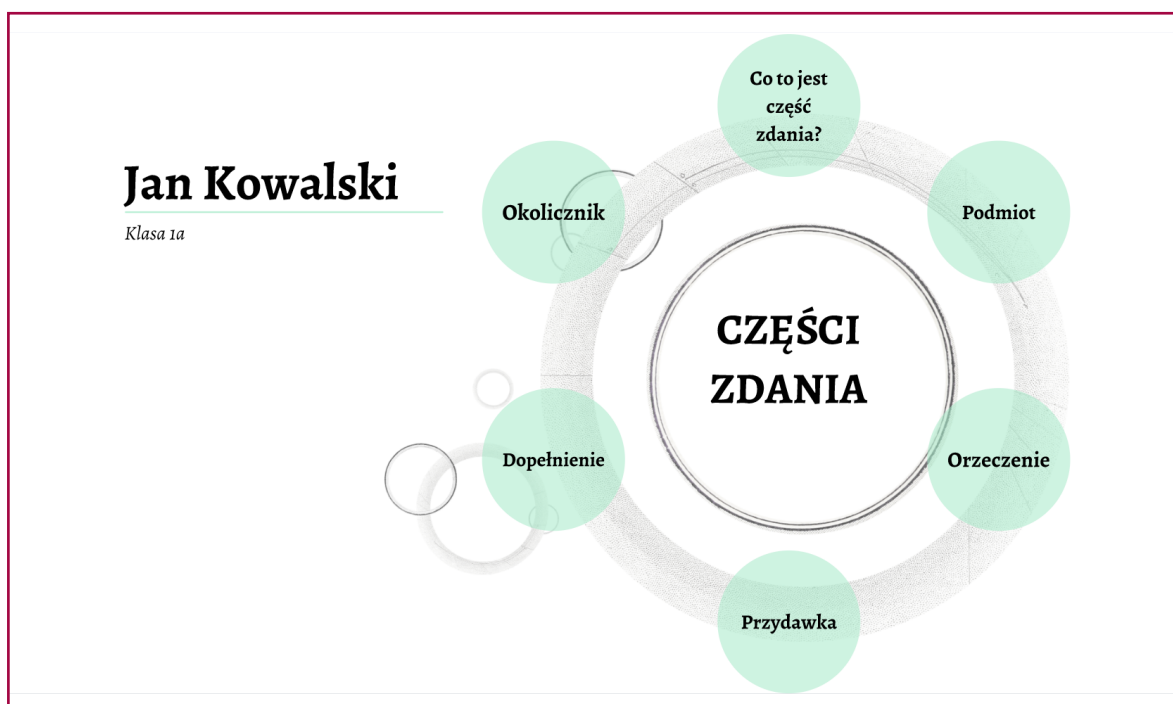 Jan Kowalski
Klasa 1a
CZĘŚCI
ZDANIA
Co to jest
część
zdania?
Podmiot
Orzeczenie
Przydawka
Dopełnienie
Okolicznik